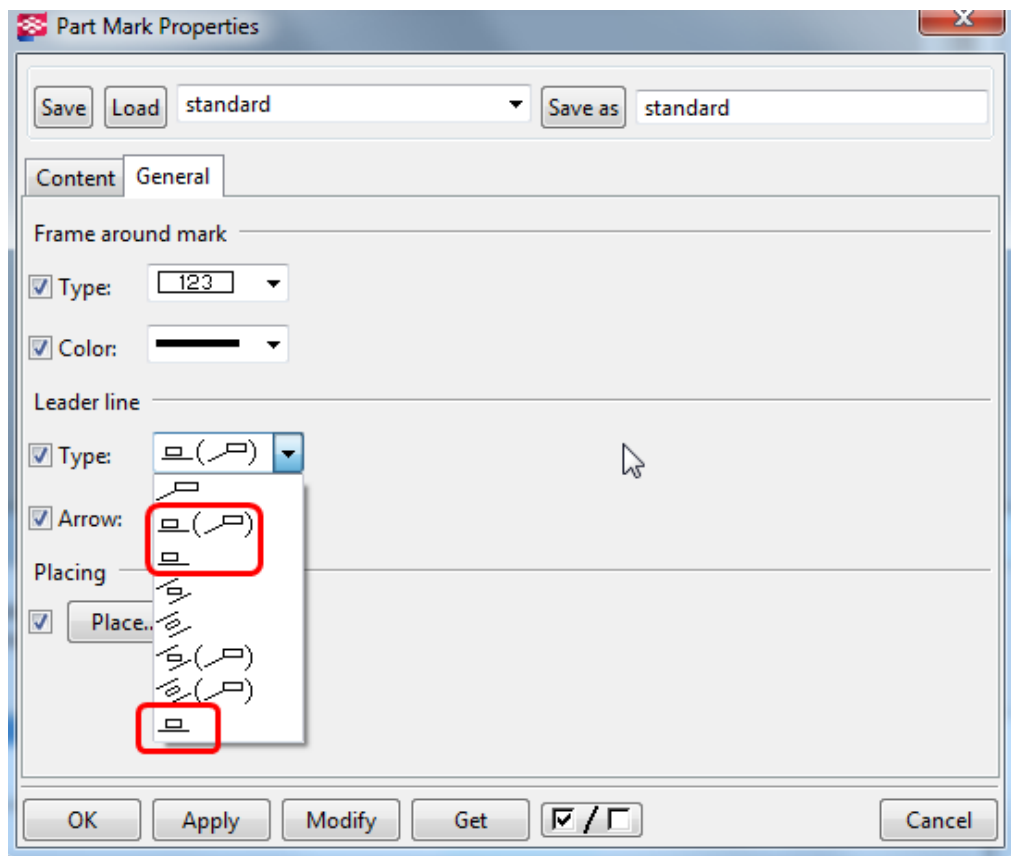 Part Mark Properties
Save Load standard Save as standard
Content General
Frame around mark
Type: 123
Color:
Leader line
Type:
Arrow:
Placing
Place..
OK Apply Modify Get / Cancel